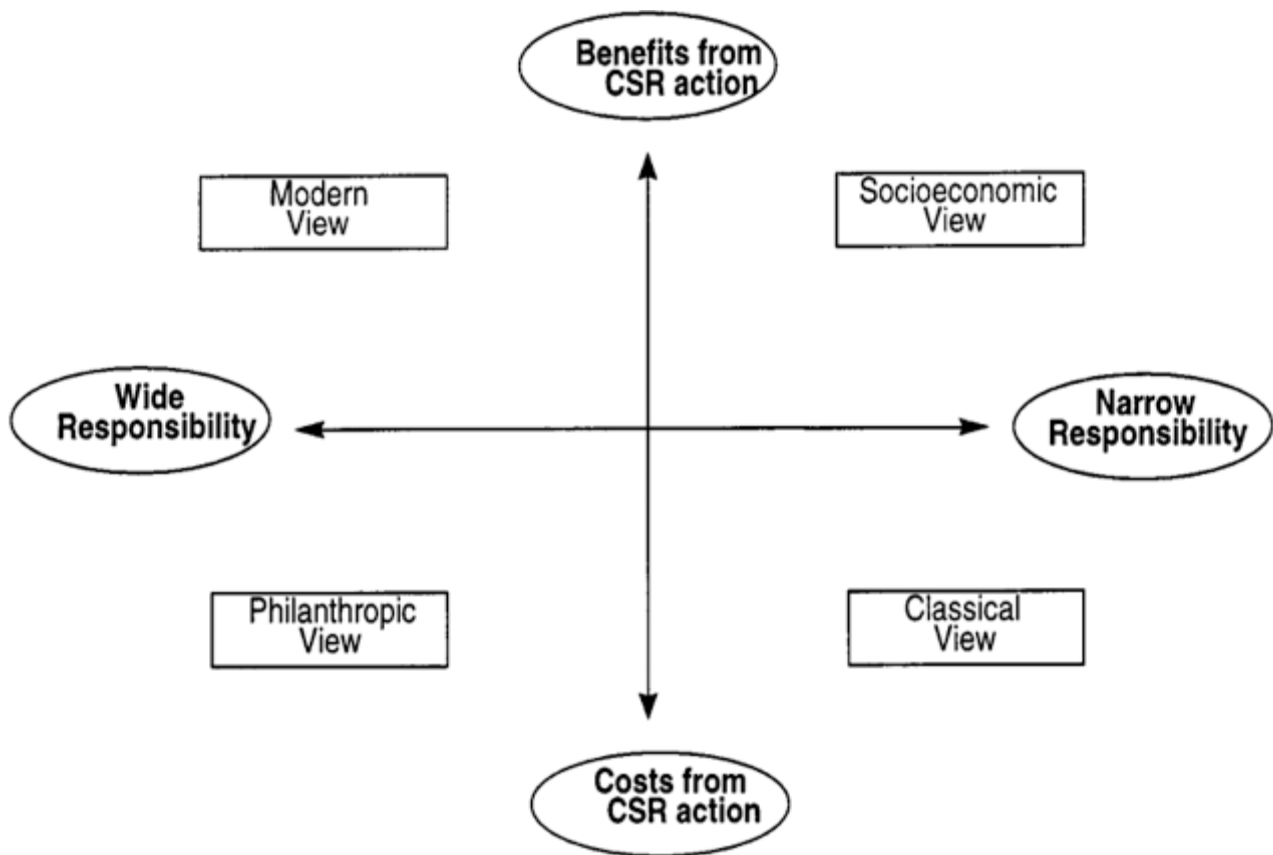 Benefits from
CSR action
Modern
View
Socioeconomic
View
Wide
Responsibility
Narrow
Responsibility
Philanthropic
View
Classical
View
Costs from
CSR action